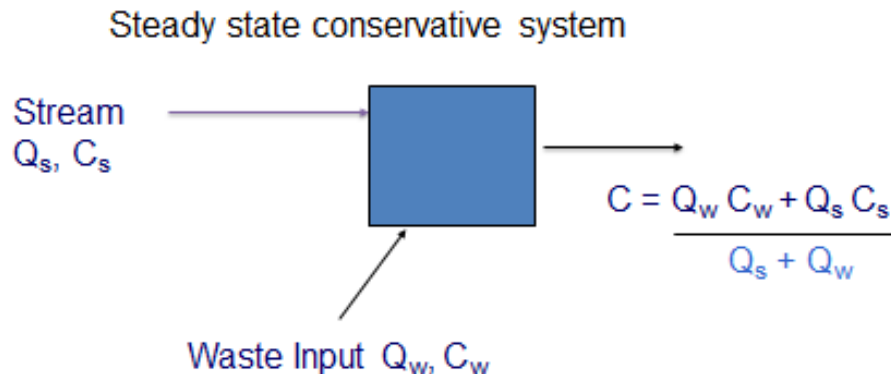 Steady state conservative system
Stream
Qs, Cs
C = Qw Cw + Qs Cs
Qs + Qw
Waste Input Qw, Cw